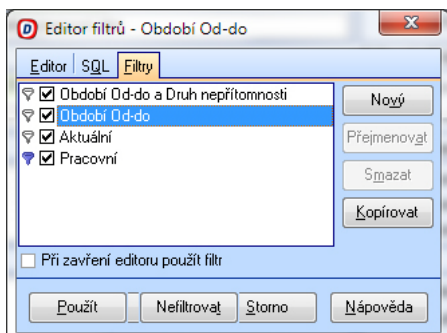 Editor filtrů - Období Od-do
Editor SQL Filtry
Období Od-do a Druh nepřítomnosti
Období Od-do
Aktuální
Pracovní
Nový
Přejmenovat
Smazat
Kopírovat
Při zavření editoru použít filtr
Použít Nefiltrovat Storno Nápověda